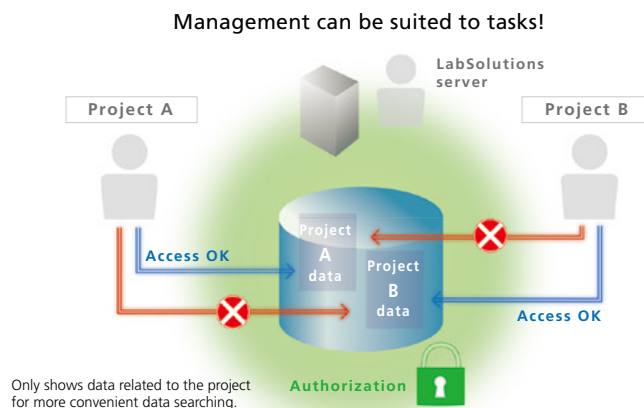 Management can be suited to tasks!
LabSolutions
server
Project A
Project B
Project
A
data
Access OK
Project
B
data
Access OK
Authorization
Only shows data related to the project
for more convenient data searching.